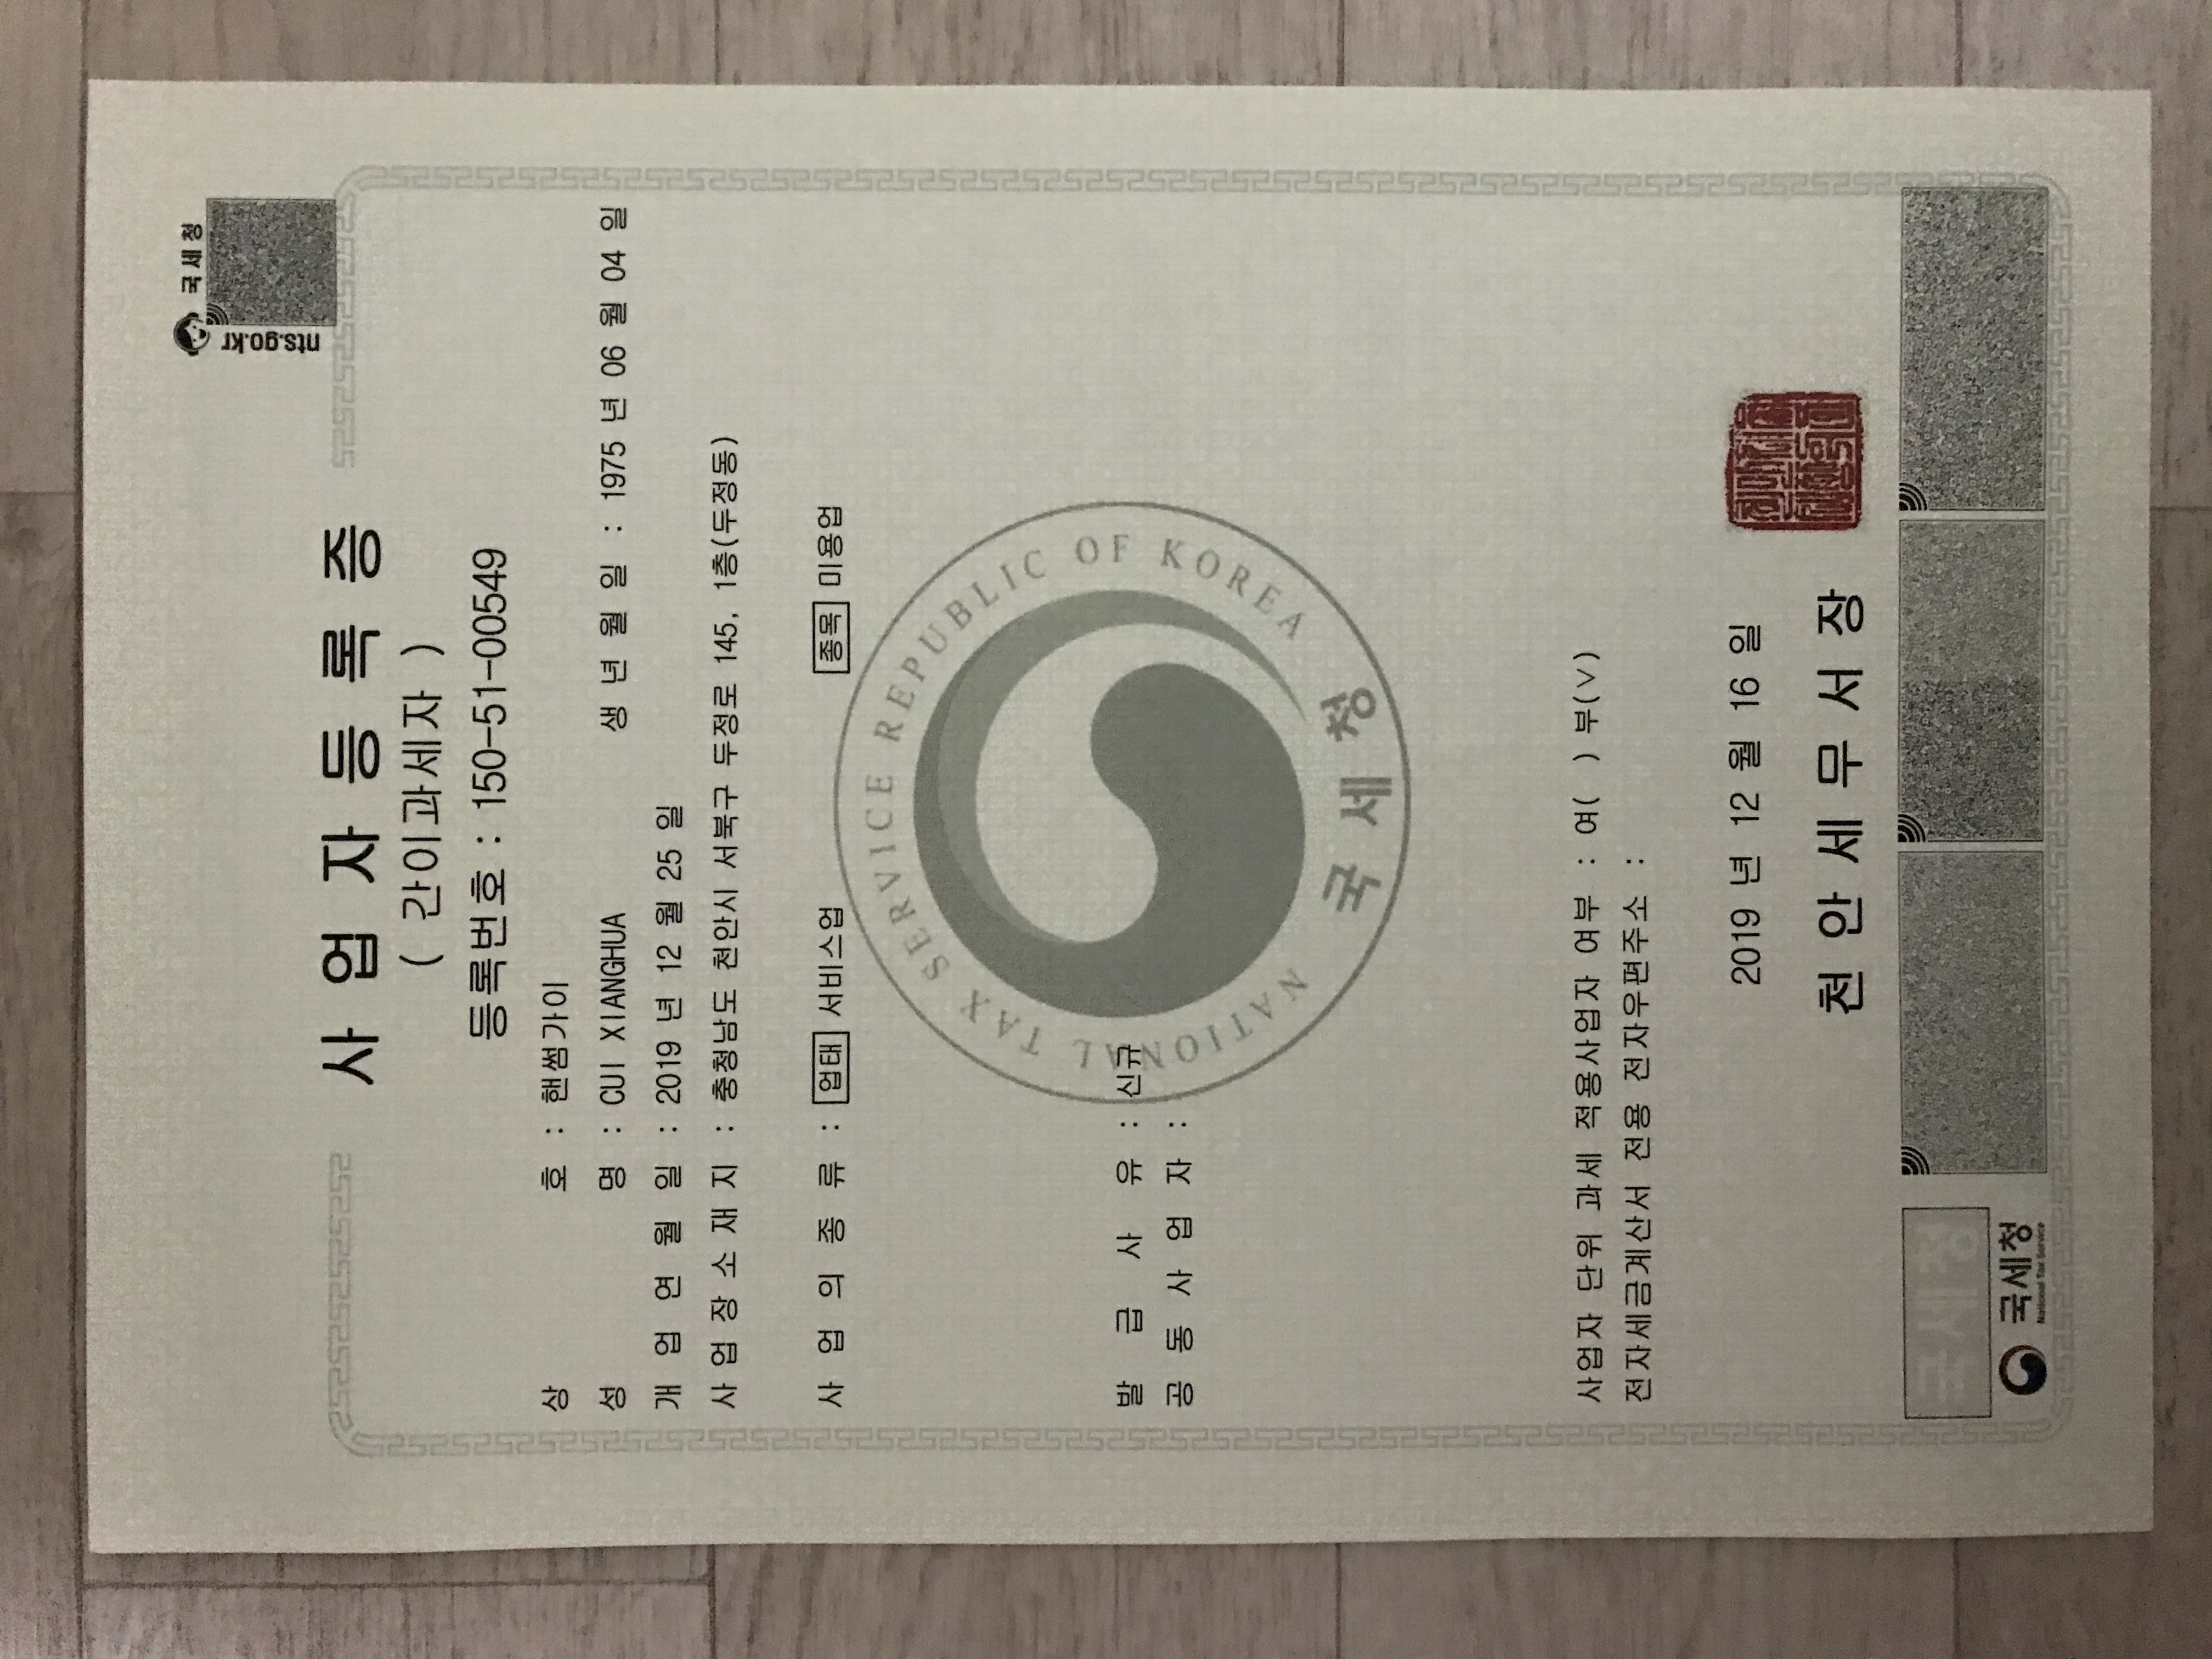 국세청
nts.go.kr
사업자등록증
( 간이과세자 )
등록번호 : 150-51-00549
상 호 : 핸썸가이
성 명 : CUI XIANGHUA 생 년 월 일 : 1975 년 06 월 04 일
개 업 연 월 일 : 2019 년 12 월 25 일
사 업 장 소 재 지 : 충청남도 천안시 서북구 두정로 145, 1층(두정동)
사 업 의 종 류 : 업태 서비스업 종목 미용업
NATIONAL TAX SERVICE REPUBLIC OF KOREA
국세청
발 급 사 유 : 신규
공 동 사 업 자 :
사업자 단위 과세 적용사업자 여부 : 여( ) 부(∨)
전자세금계산서 전용 전자우편주소 :
2019 년 12 월 16 일
천 안 세 무 서 장
국세청
National Tax Service